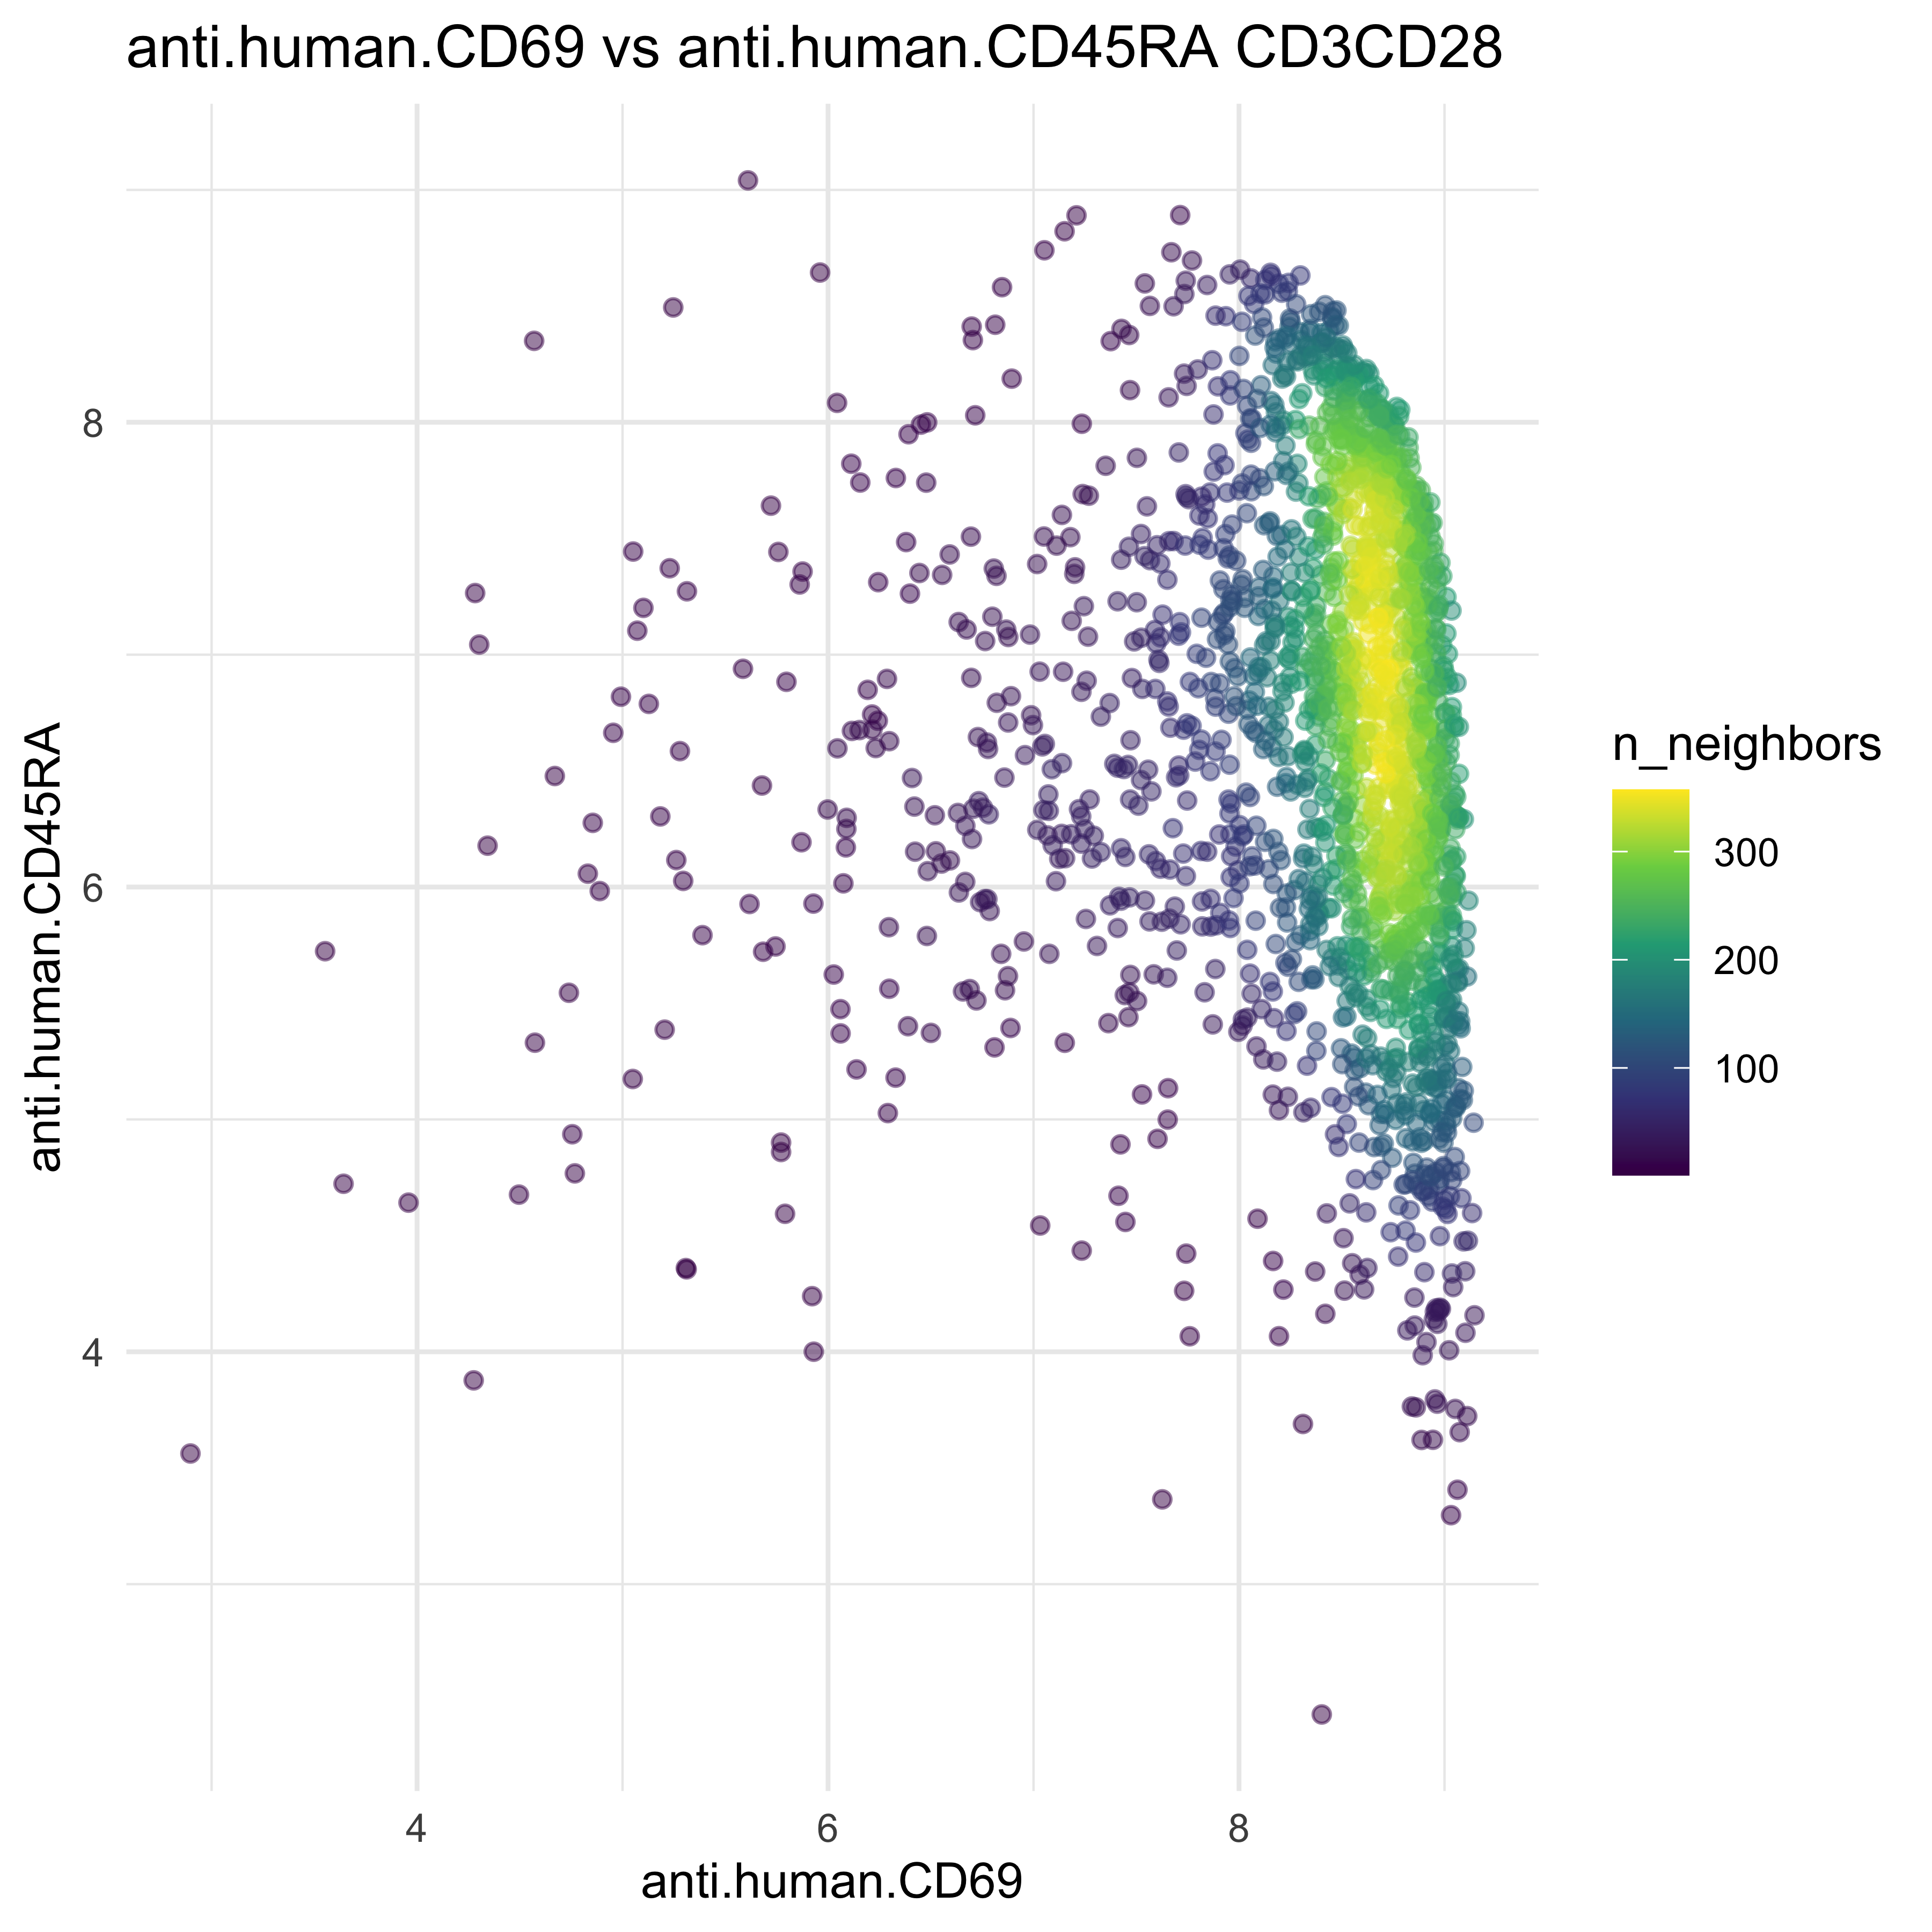 anti.human.CD69 vs anti.human.CD45RA CD3CD28
anti.human.CD45RA
8
6
4
4
6
8
anti.human.CD69
n_neighbors
300
200
100